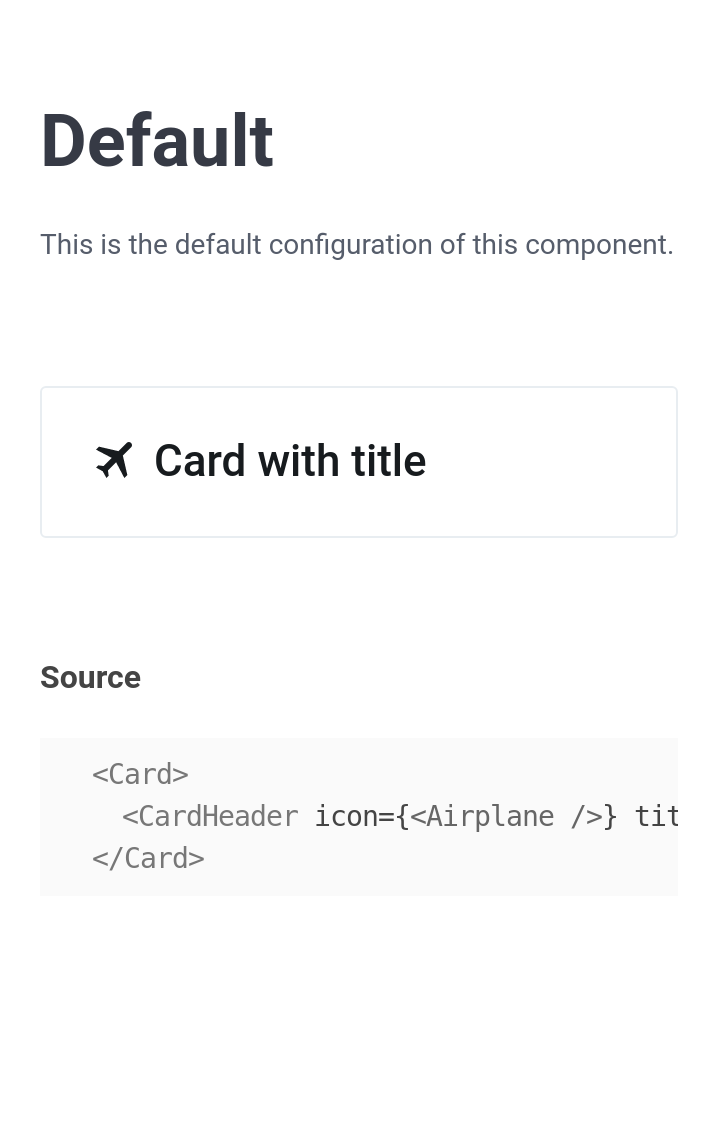 Default
This is the default configuration of this component.
Card with title
Source
<Card>
<CardHeader icon={<Airplane />} tit
</Card>